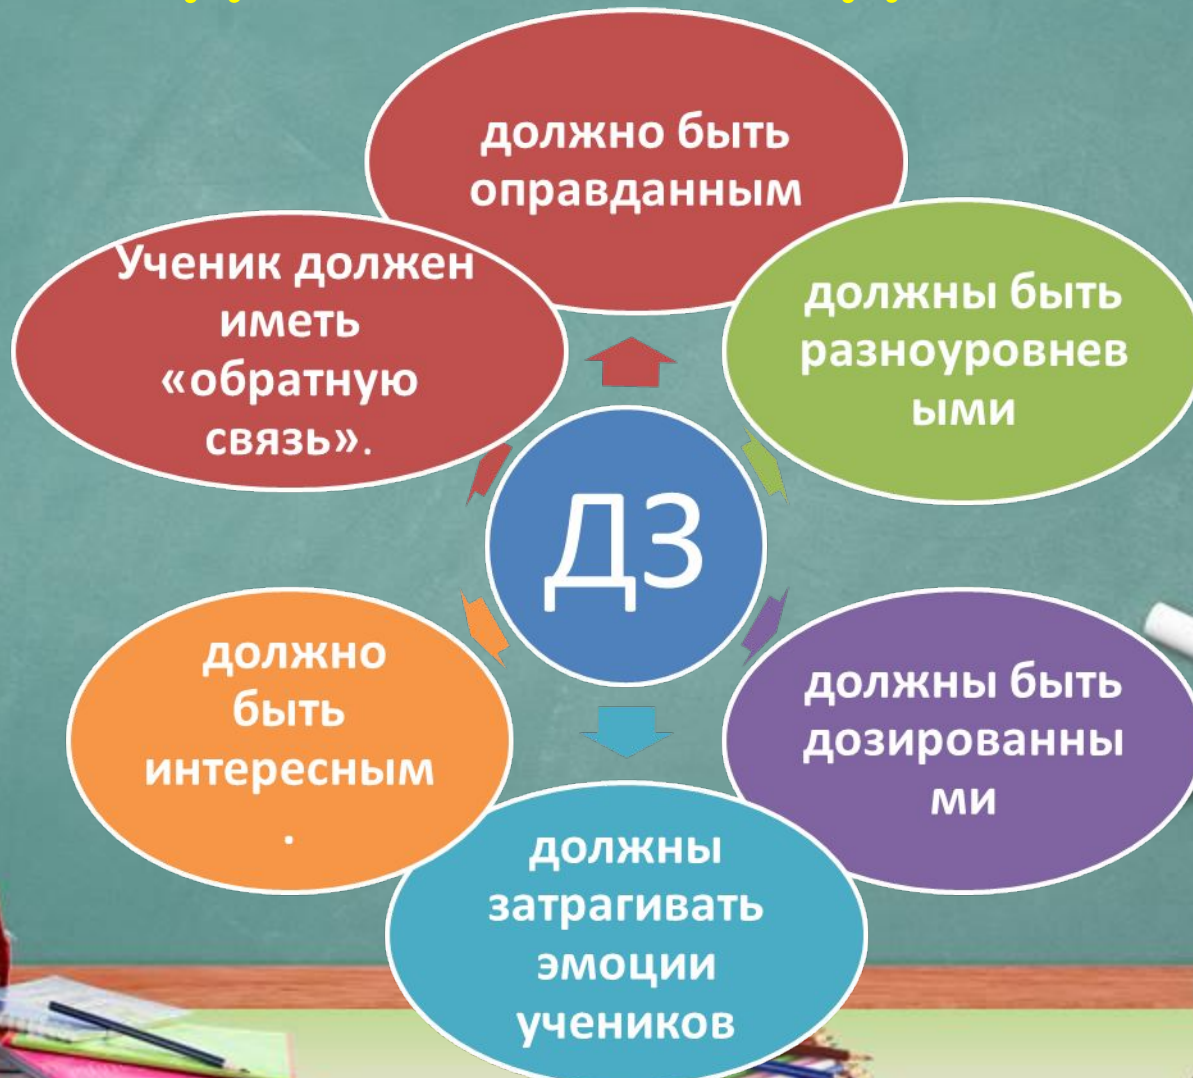 должно быть
оправданным
должны быть
разноуровнев
ыми
должны быть
дозированны
ми
должны
затрагивать
эмоции
учеников
должно
быть
интересным
.
Ученик должен
иметь
«обратную
связь».
ДЗ